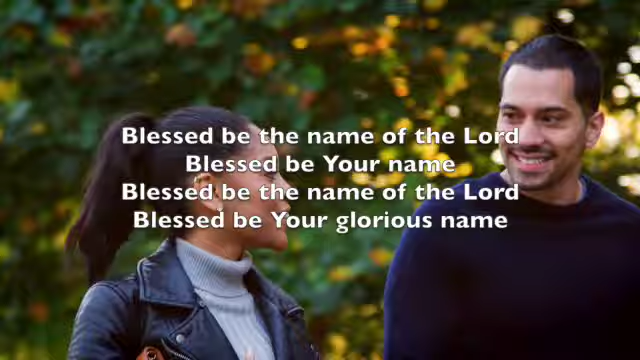 Blessed be the name of the Lord
Blessed be Your name
Blessed be the name of the Lord
Blessed be Your glorious name